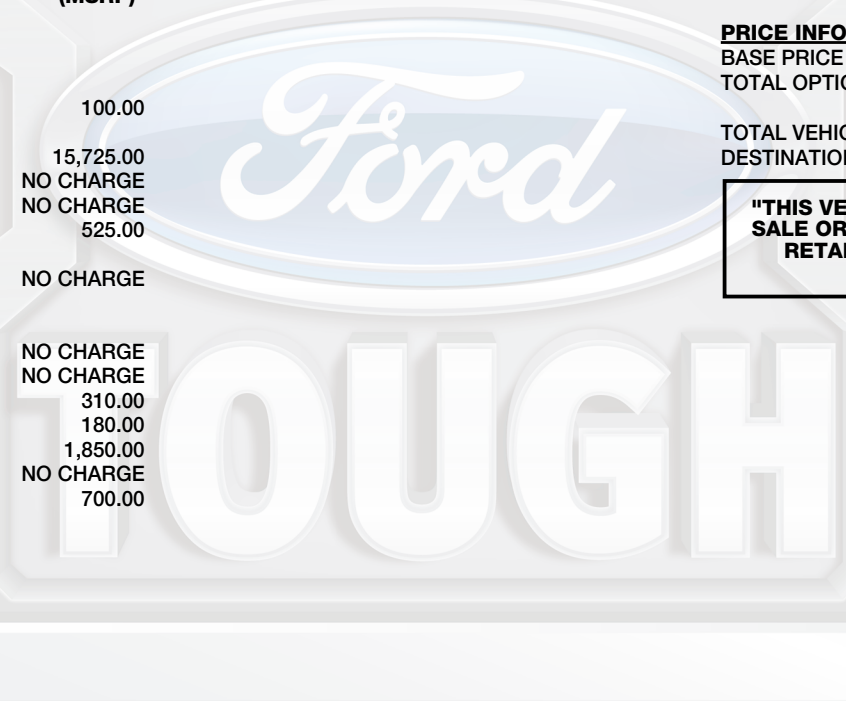 (MSRP)
100.00
15,725.00
NO CHARGE
NO CHARGE
525.00
NO CHARGE
NO CHARGE
NO CHARGE
310.00
180.00
1,850.00
NO CHARGE
700.00
PRICE INFO
BASE PRICE
TOTAL OPTIO
TOTAL VEHIC
DESTINATION
"THIS VE
SALE OR
RETAI
Ford
TOUGH